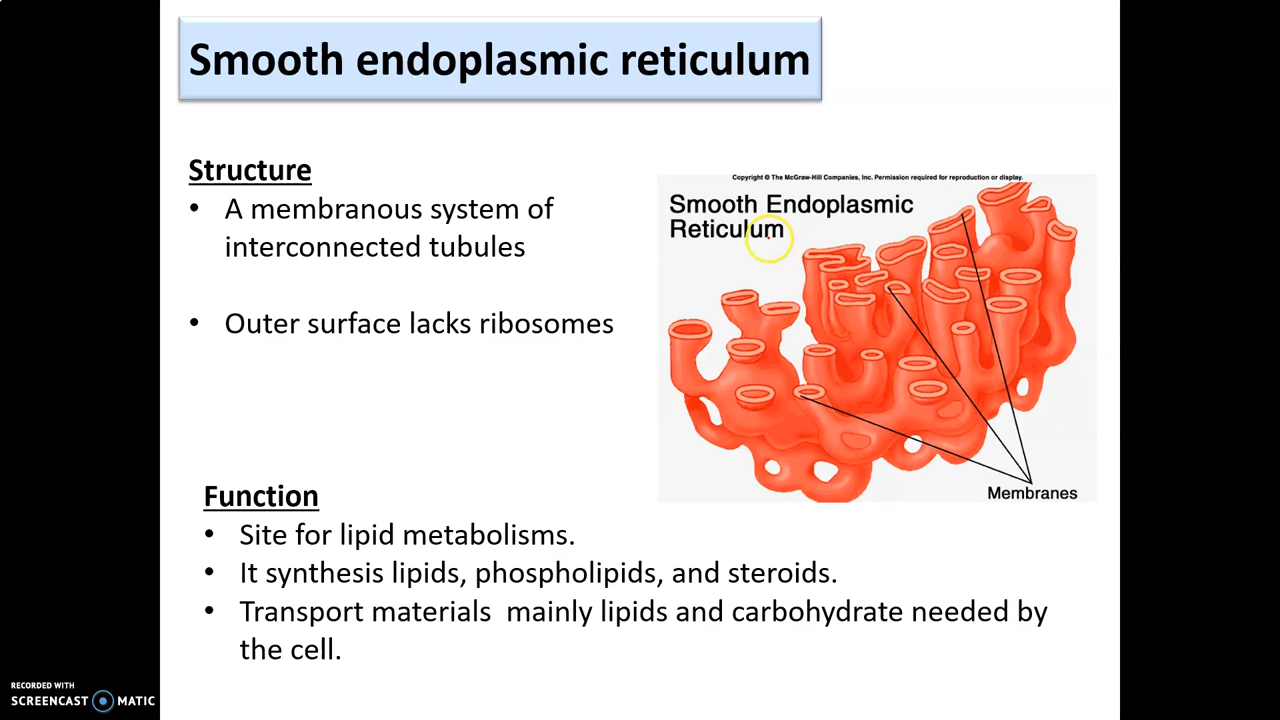 Smooth endoplasmic reticulum
Structure
• A membranous system of
interconnected tubules
• Outer surface lacks ribosomes
Copyright © The McGraw-Hill Companies, Inc. Permission required for reproduction or display.
Smooth Endoplasmic
Reticulum
Membranes
Function
• Site for lipid metabolisms.
• It synthesis lipids, phospholipids, and steroids.
• Transport materials mainly lipids and carbohydrate needed by
the cell.
RECORDED WITH
SCREENCAST MATIC